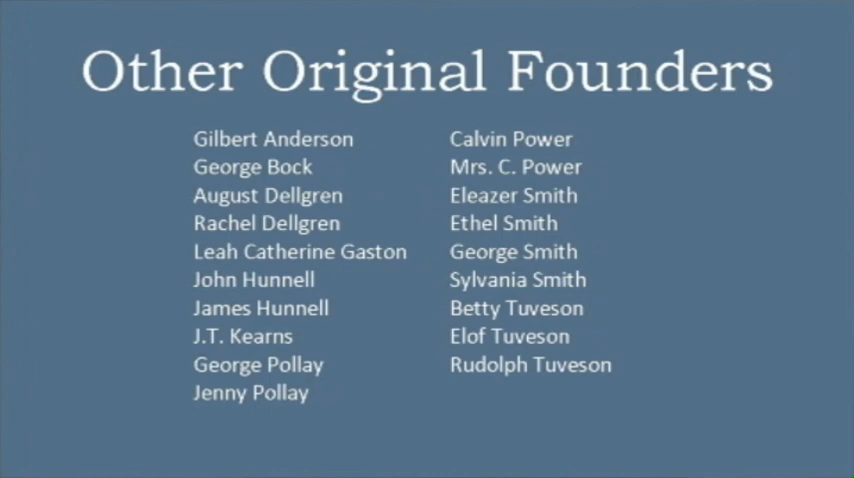 Other Original Founders
Gilbert Anderson
George Bock
August Dellgren
Rachel Dellgren
Leah Catherine Gaston
John Hunnell
James Hunnell
J.T. Kearns
George Pollay
Jenny Pollay
Calvin Power
Mrs. C. Power
Eleazer Smith
Ethel Smith
George Smith
Sylvania Smith
Betty Tuveson
Elof Tuveson
Rudolph Tuveson